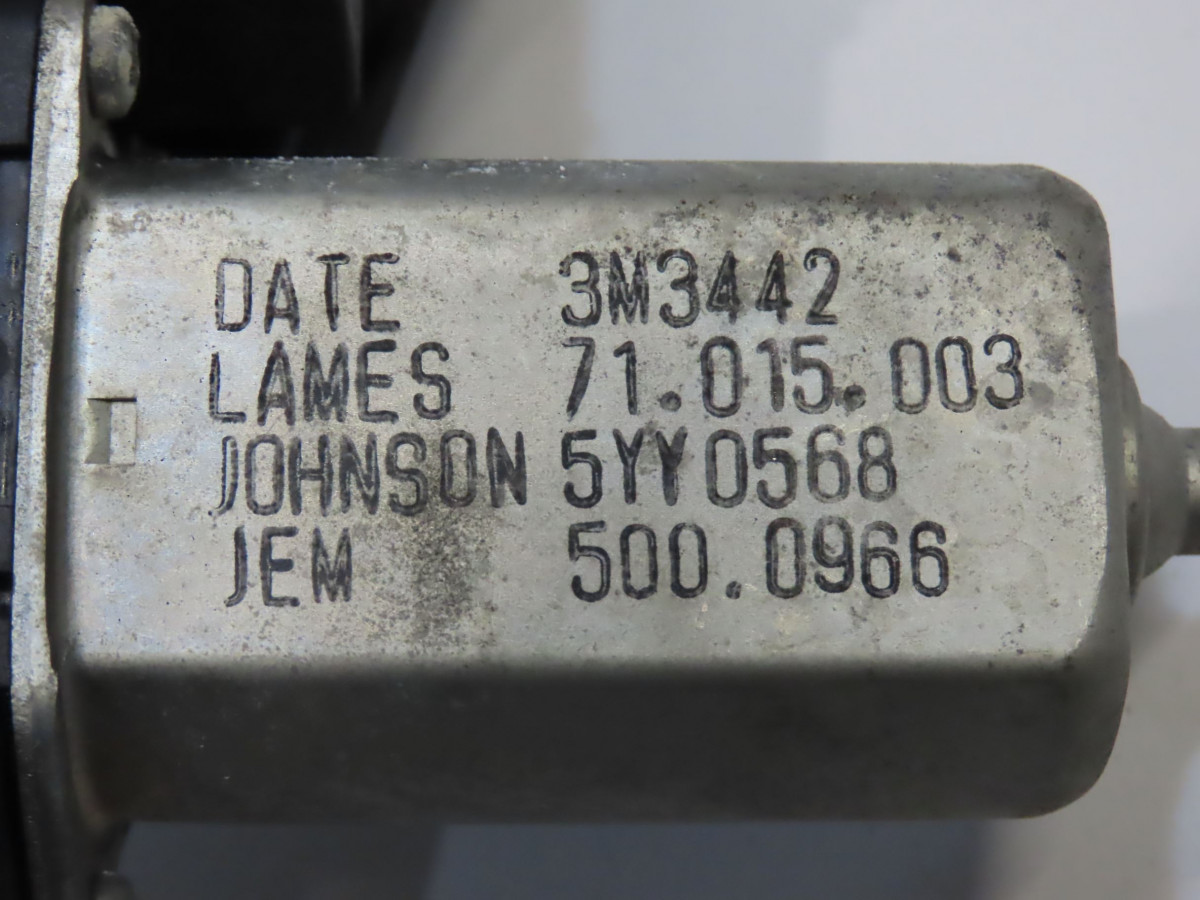 DATE 3M3442
LAMES 71.015.003
JOHNSON 5YY0568
JEM 500.0966